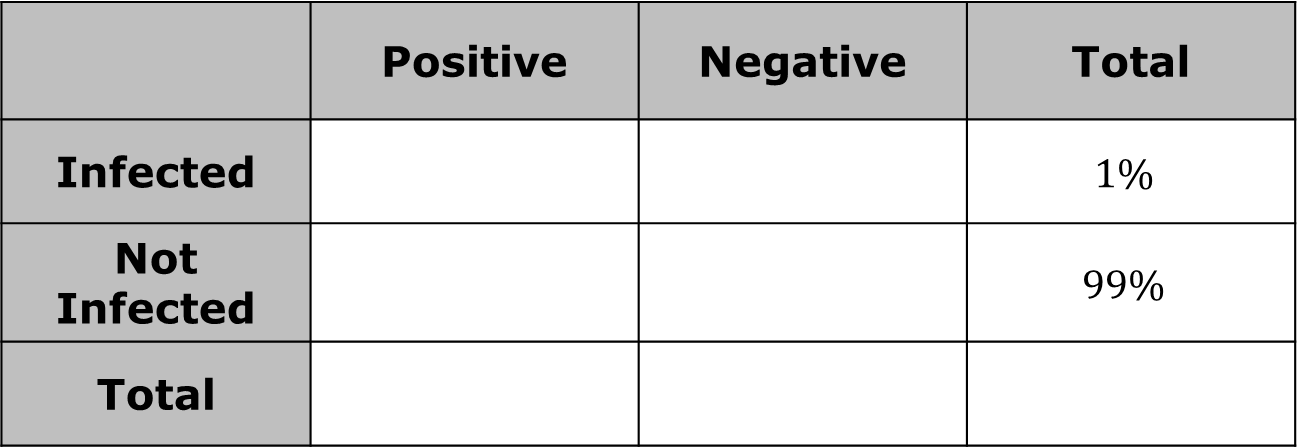 Positive Negative Total
Infected 1%
Not
Infected 99%
Total